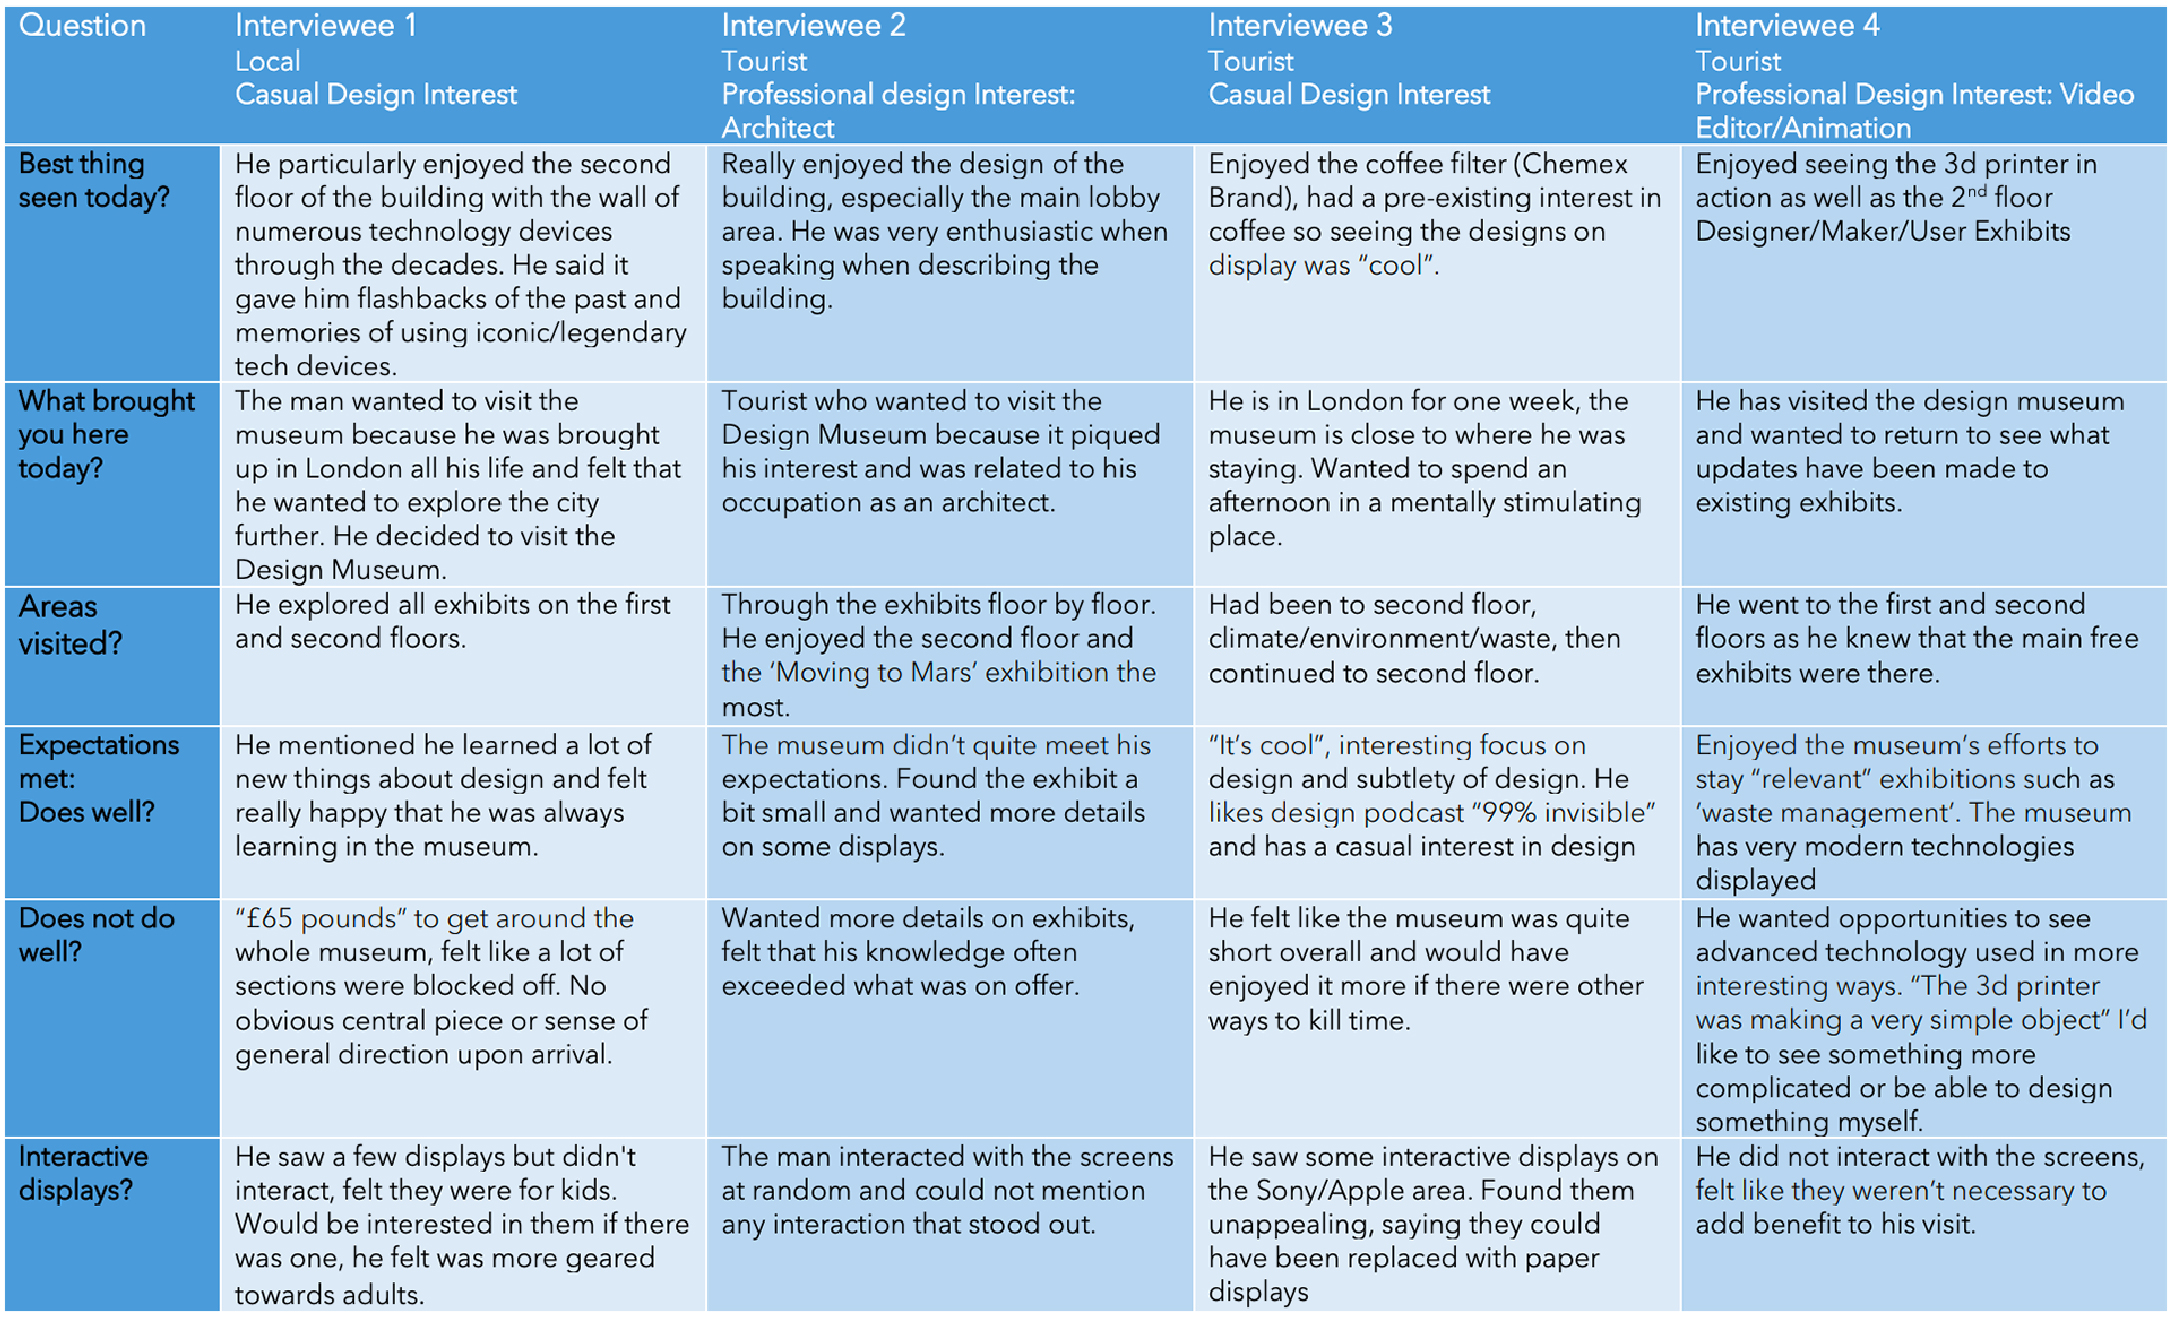 Question
Interviewee 1
Local
Casual Design Interest
Interviewee 2
Tourist
Professional design Interest:
Architect
Interviewee 3
Tourist
Casual Design Interest
Interviewee 4
Tourist
Professional Design Interest: Video
Editor/Animation
Best thing
seen today?
He particularly enjoyed the second
floor of the building with the wall of
numerous technology devices
through the decades. He said it
gave him flashbacks of the past and
memories of using iconic/legendary
tech devices.
Really enjoyed the design of the
building, especially the main lobby
area. He was very enthusiastic when
speaking when describing the
building.
Enjoyed the coffee filter (Chemex
Brand), had a pre-existing interest in
coffee so seeing the designs on
display was “cool”.
Enjoyed seeing the 3d printer in
action as well as the 2nd floor
Designer/Maker/User Exhibits
What brought
you here
today?
The man wanted to visit the
museum because he was brought
up in London all his life and felt that
he wanted to explore the city
further. He decided to visit the
Design Museum.
Tourist who wanted to visit the
Design Museum because it piqued
his interest and was related to his
occupation as an architect.
He is in London for one week, the
museum is close to where he was
staying. Wanted to spend an
afternoon in a mentally stimulating
place.
He has visited the design museum
and wanted to return to see what
updates have been made to
existing exhibits.
Areas
visited?
He explored all exhibits on the first
and second floors.
Through the exhibits floor by floor.
He enjoyed the second floor and
the ‘Moving to Mars’ exhibition the
most.
Had been to second floor,
climate/environment/waste, then
continued to second floor.
He went to the first and second
floors as he knew that the main free
exhibits were there.
Expectations
met:
Does well?
He mentioned he learned a lot of
new things about design and felt
really happy that he was always
learning in the museum.
The museum didn’t quite meet his
expectations. Found the exhibit a
bit small and wanted more details
on some displays.
“It’s cool”, interesting focus on
design and subtlety of design. He
likes design podcast “99% invisible”
and has a casual interest in design
Enjoyed the museum’s efforts to
stay “relevant” exhibitions such as
‘waste management’. The museum
has very modern technologies
displayed
Does not do
well?
“£65 pounds” to get around the
whole museum, felt like a lot of
sections were blocked off. No
obvious central piece or sense of
general direction upon arrival.
Wanted more details on exhibits,
felt that his knowledge often
exceeded what was on offer.
He felt like the museum was quite
short overall and would have
enjoyed it more if there were other
ways to kill time.
He wanted opportunities to see
advanced technology used in more
interesting ways. “The 3d printer
was making a very simple object” I’d
like to see something more
complicated or be able to design
something myself.
Interactive
displays?
He saw a few displays but didn't
interact, felt they were for kids.
Would be interested in them if there
was one, he felt was more geared
towards adults.
The man interacted with the screens
at random and could not mention
any interaction that stood out.
He saw some interactive displays on
the Sony/Apple area. Found them
unappealing, saying they could
have been replaced with paper
displays
He did not interact with the screens,
felt like they weren’t necessary to
add benefit to his visit.